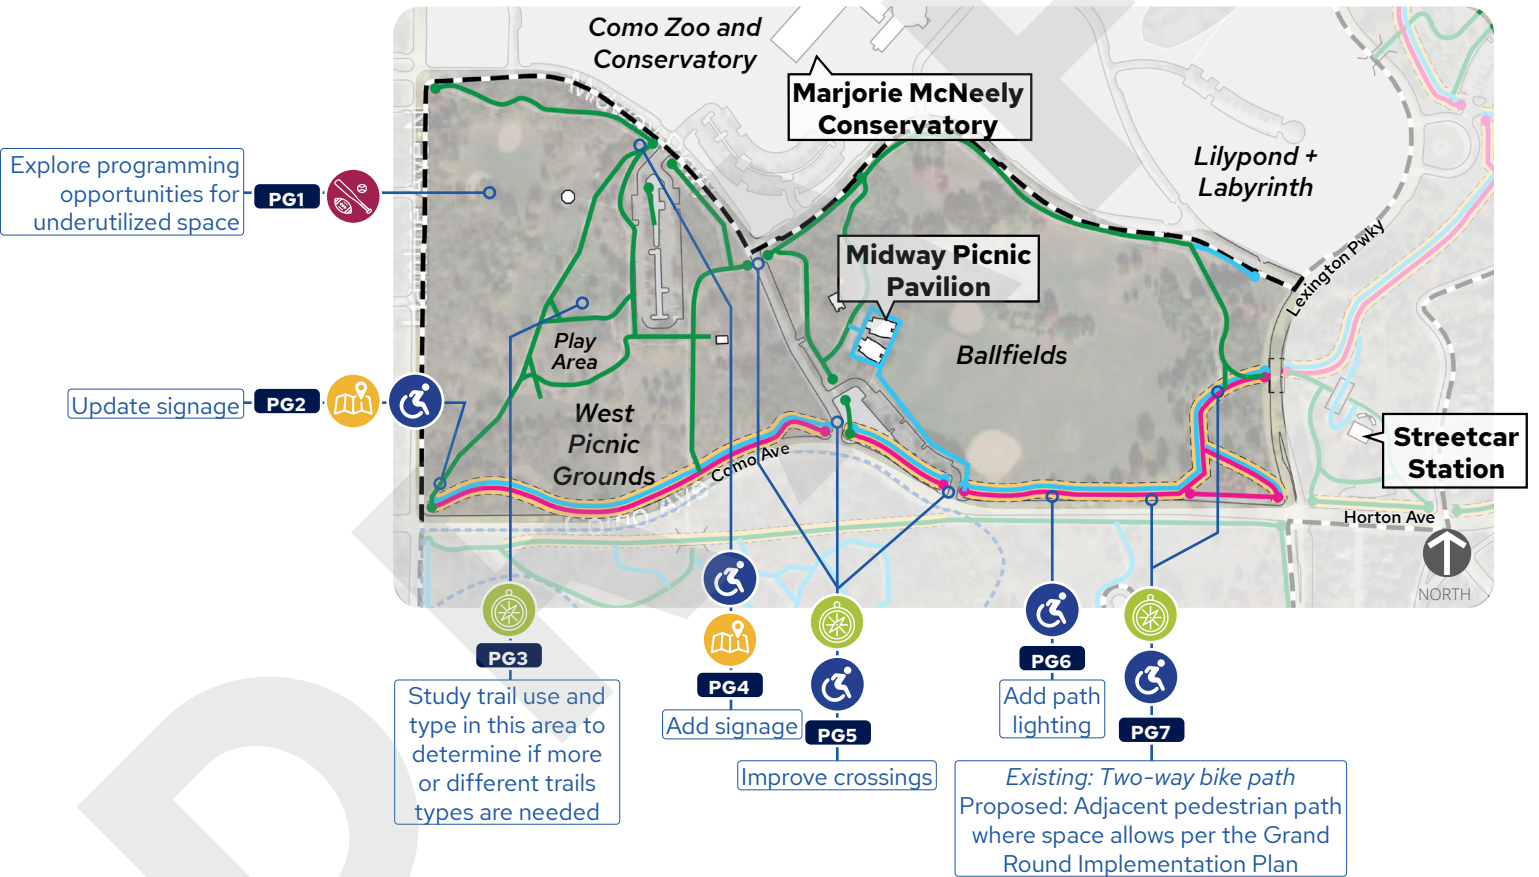 Como Zoo and
Conservatory
Marjorie McNeely
Conservatory
Lilypond +
Labyrinth
Explore programming
opportunities for
underutilized space
PG1
Midway Picnic
Pavilion
Lexington Pwky
Play
Area
Ballfields
Update signage
PG2
West
Picnic
Grounds
Como Ave
Streetcar
Station
Como Ave
Horton Ave
NORTH
PG3
Study trail use and
type in this area to
determine if more
or different trails
types are needed
PG4
Add signage
PG5
Improve crossings
PG6
Add path
lighting
PG7
Existing: Two-way bike path
Proposed: Adjacent pedestrian path
where space allows per the Grand
Round Implementation Plan